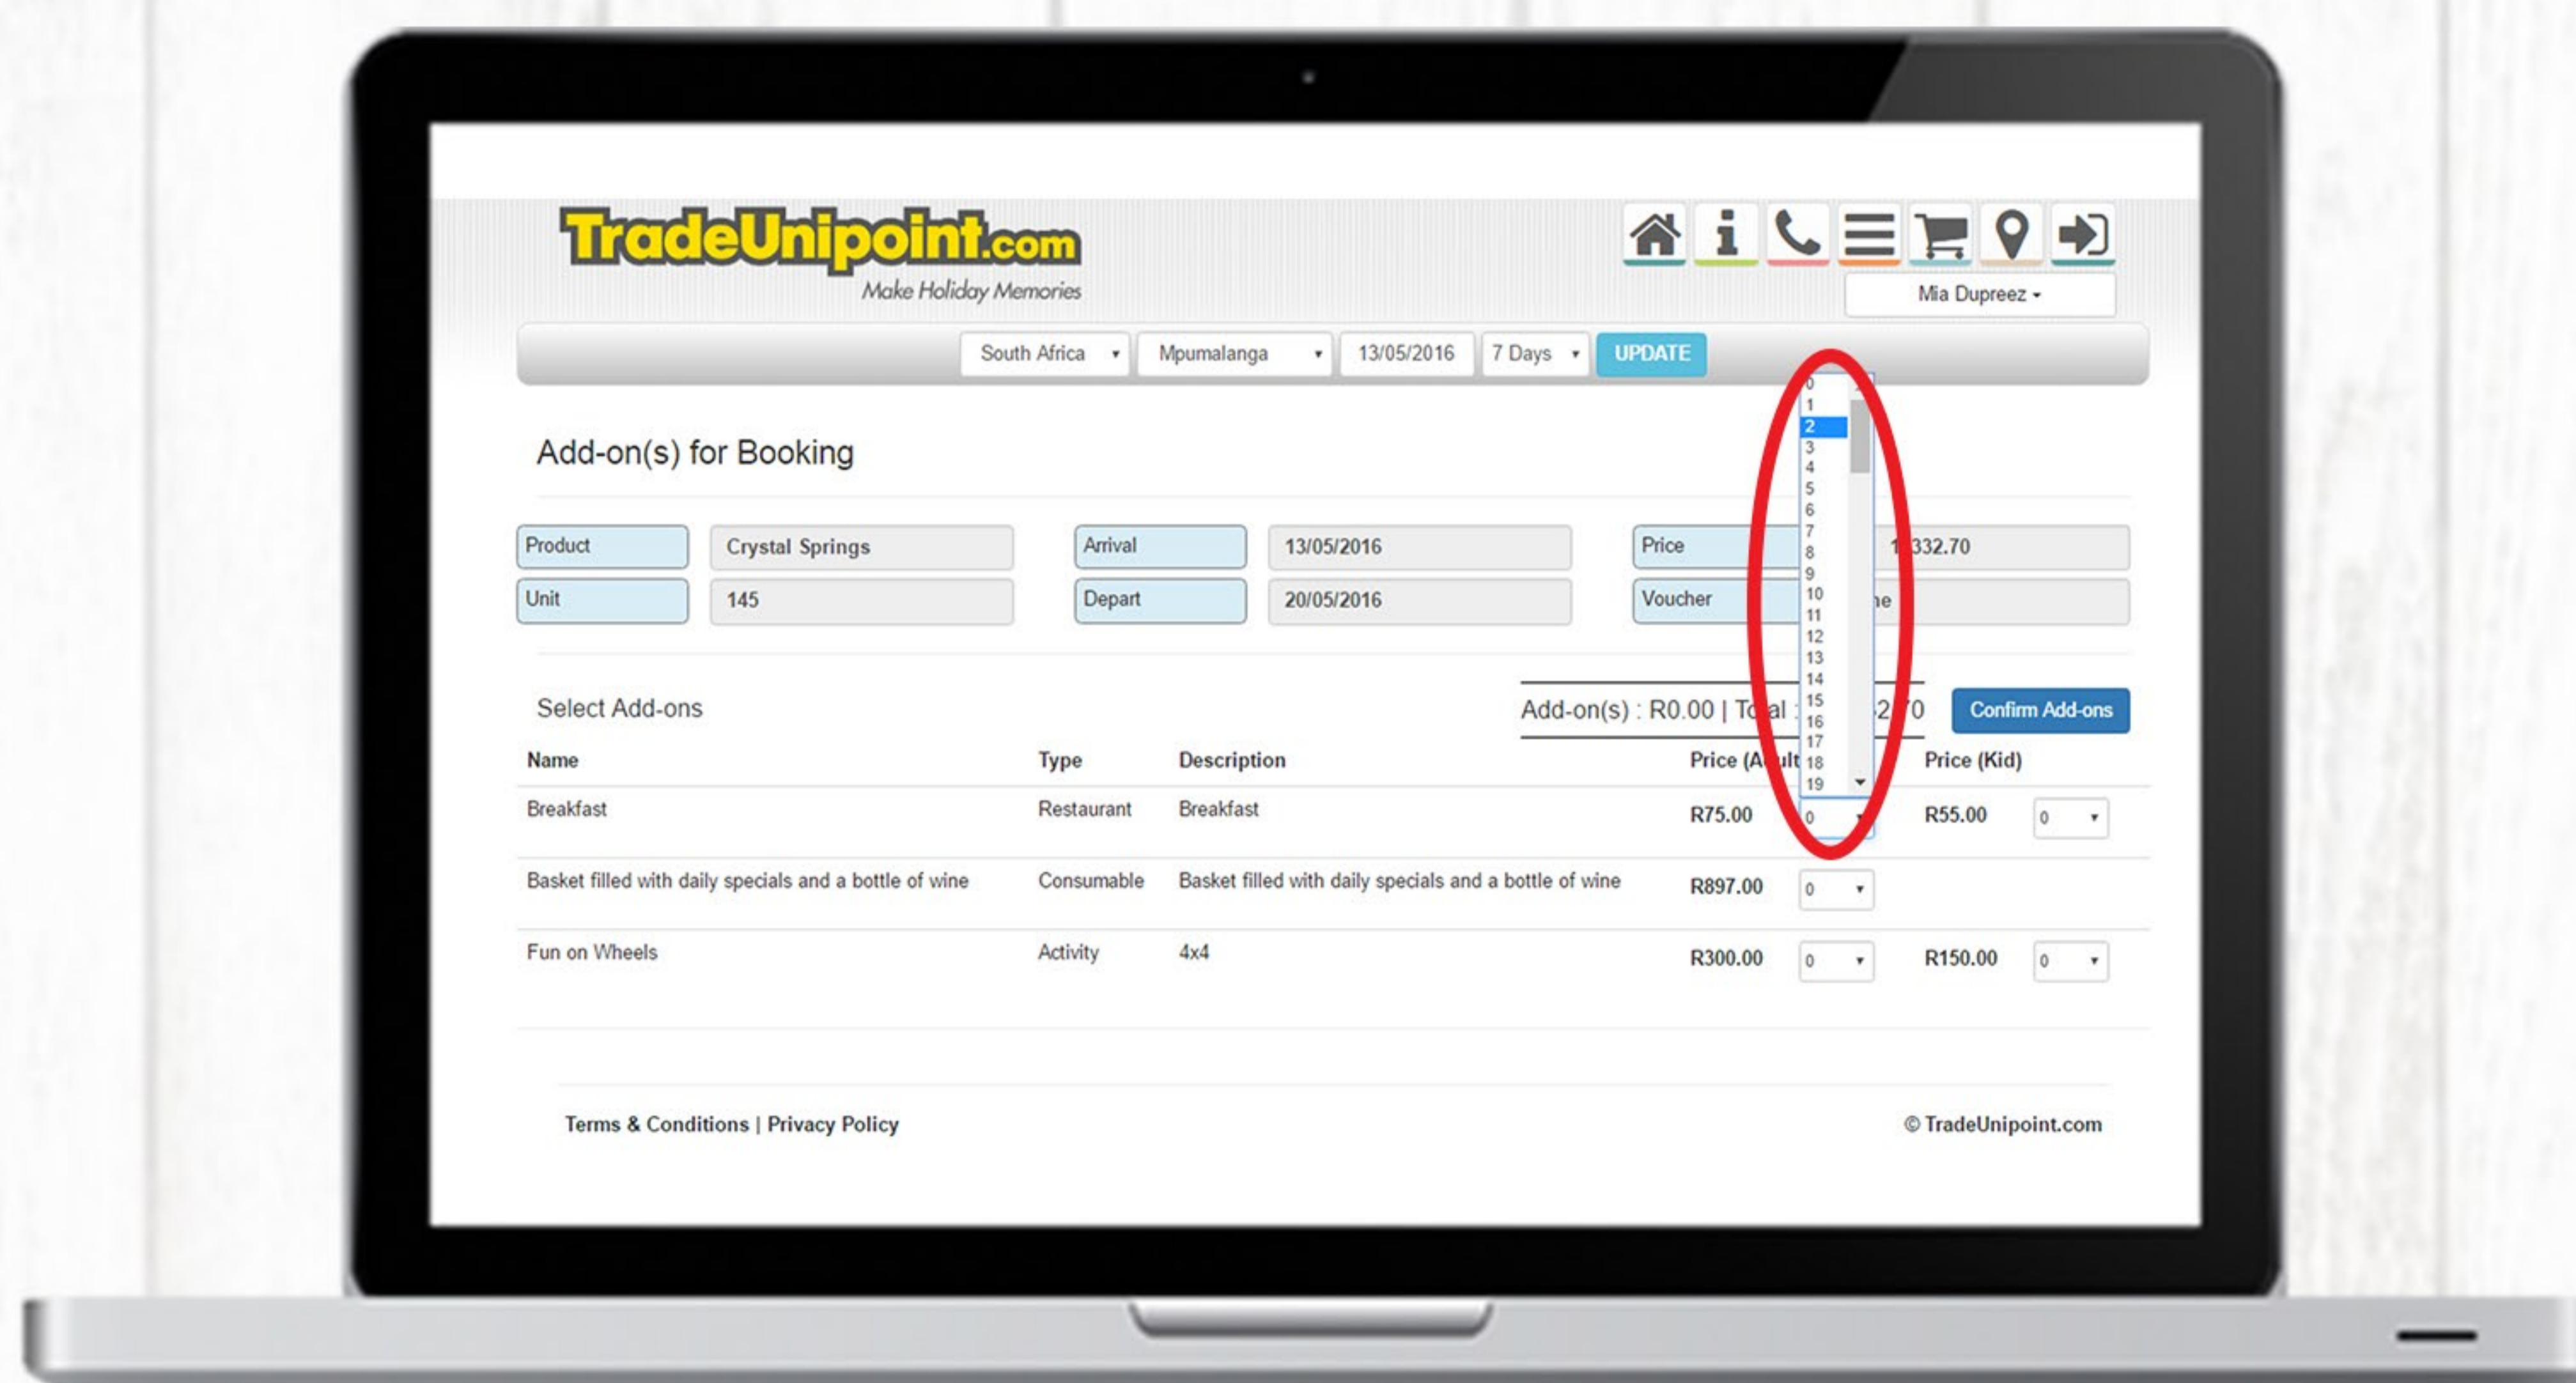 TradeUnipoint.com
Make Holiday Memories
Mia Dupreez
South Africa Mpumalanga 13/05/2016 7 Days UPDATE
0
1
2
3
4
5
6
7
8
9
10
11
12
13
14
15
16
17
18
19
Add-on(s) for Booking
Product Crystal Springs Arrival 13/05/2016 Price 332.70
Unit 145 Depart 20/05/2016 Voucher
Select Add-ons Add-on(s) : R0.00 | Total : Confirm Add-ons
Name Type Description Price (Adult Price (Kid)
Breakfast Restaurant Breakfast R75.00 0 R55.00 0
Basket filled with daily specials and a bottle of wine Consumable Basket filled with daily specials and a bottle of wine R897.00 0
Fun on Wheels Activity 4x4 R300.00 0 R150.00 0
Terms & Conditions | Privacy Policy © TradeUnipoint.com